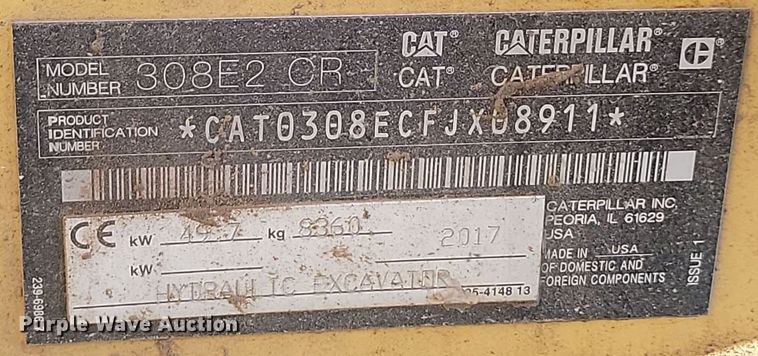 MODEL NUMBER 308E2 CR
CAT® CATERPILLAR®
CAT® CATERPILLAR®
PRODUCT IDENTIFICATION NUMBER *CAT0308ECFJX08911*
CATERPILLAR INC.
PEORIA, IL 61629
USA
MADE IN USA
OF DOMESTIC AND
FOREIGN COMPONENTS
ISSUE 1
CE kW 49.7 kg 8360 2017
kW
HYDRAULIC EXCAVATOR
Purple Wave Auction